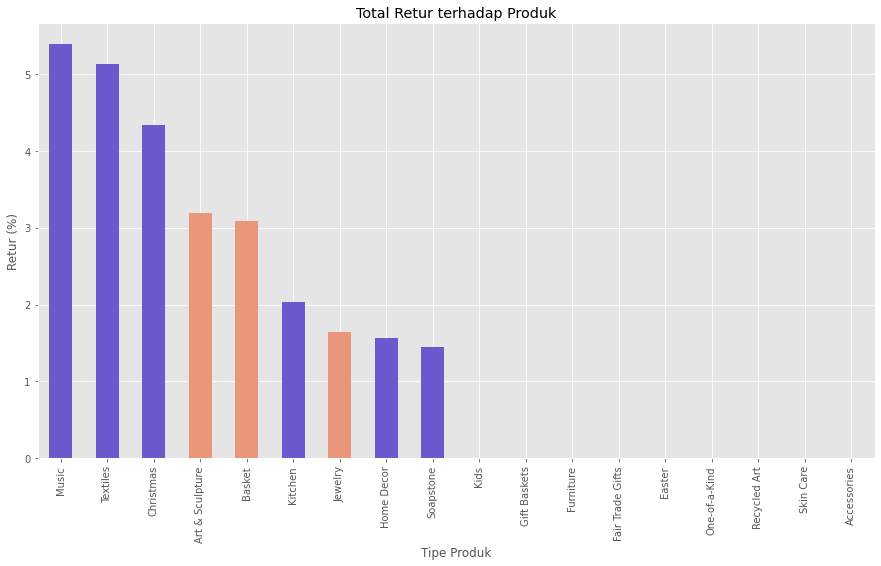 Total Retur terhadap Produk
Retur (%)
5
4
3
2
1
0
Music
Textiles
Christmas
Art & Sculpture
Basket
Kitchen
Jewelry
Home Decor
Soapstone
Kids
Gift Baskets
Furniture
Fair Trade Gifts
Easter
One-of-a-Kind
Recycled Art
Skin Care
Accessories
Tipe Produk